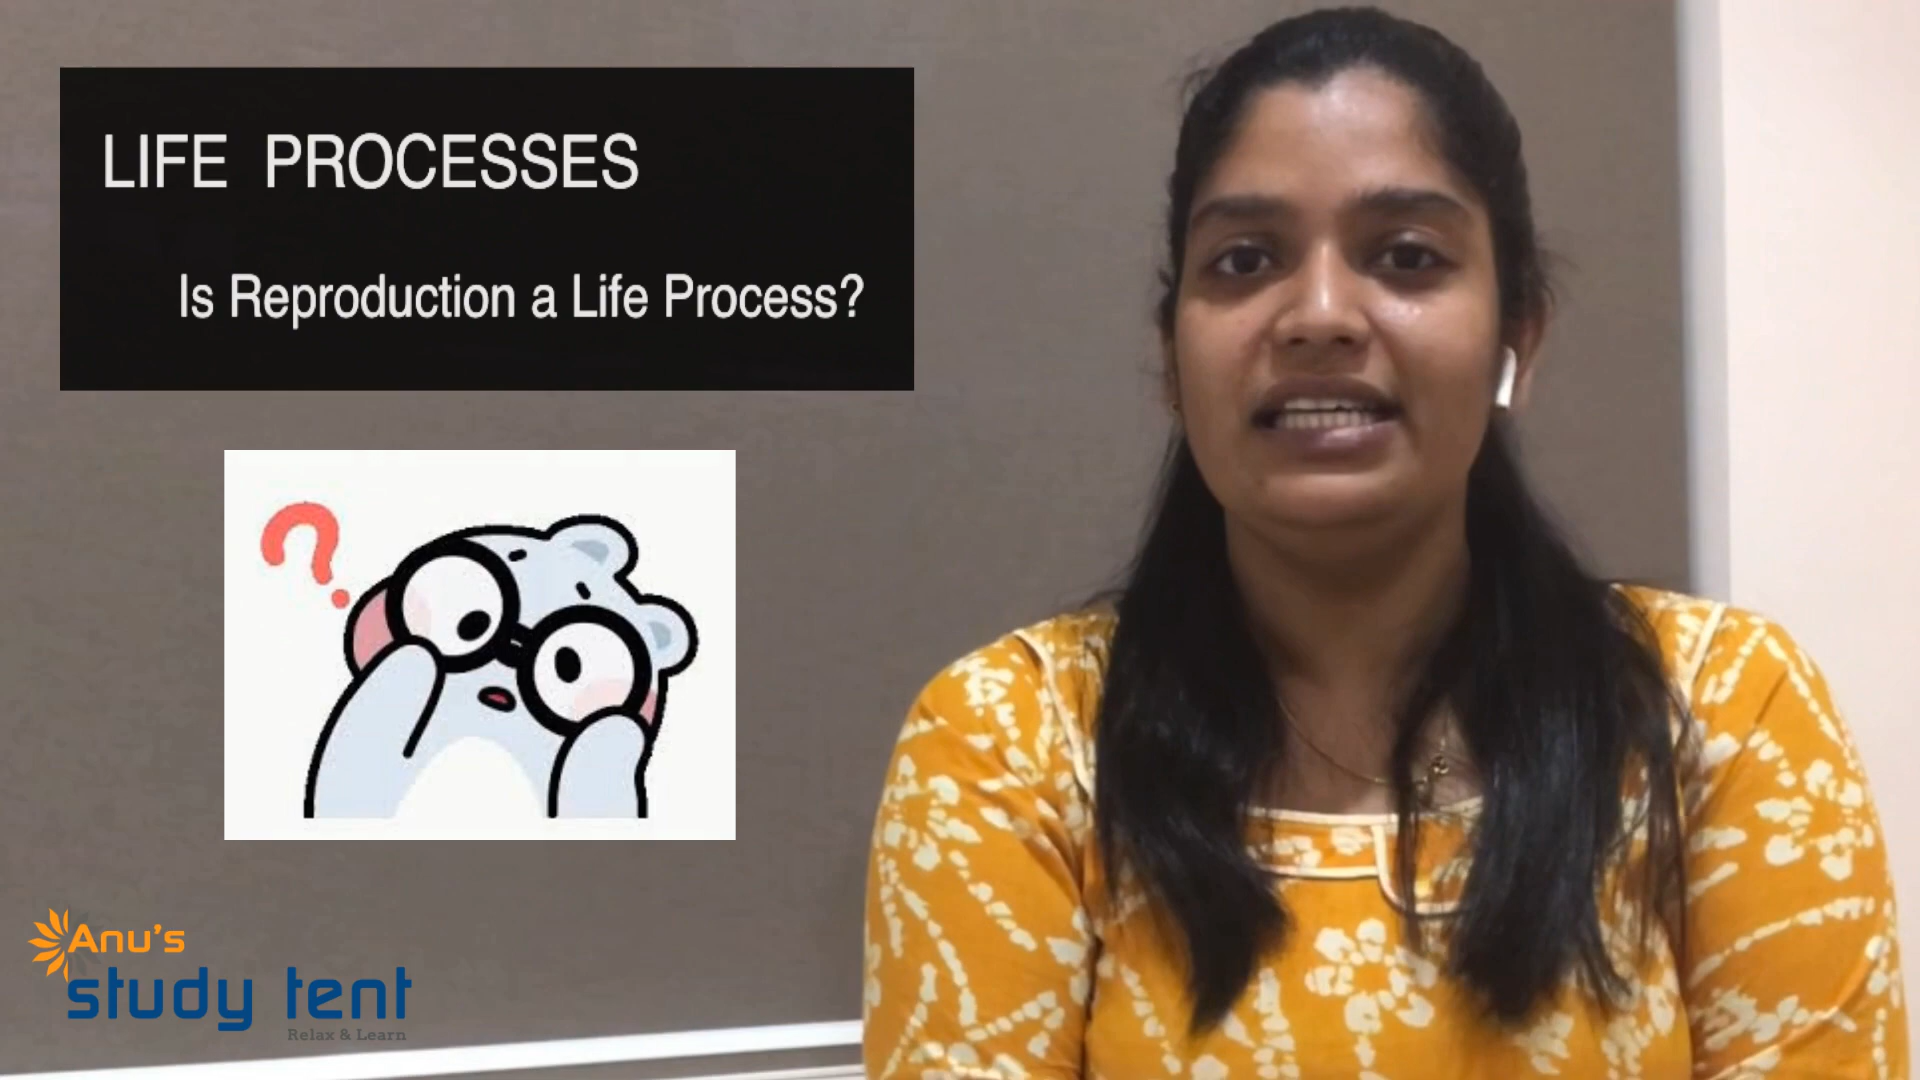 LIFE PROCESSES
Is Reproduction a Life Process?
?
Anu's
study tent
Relax & Learn